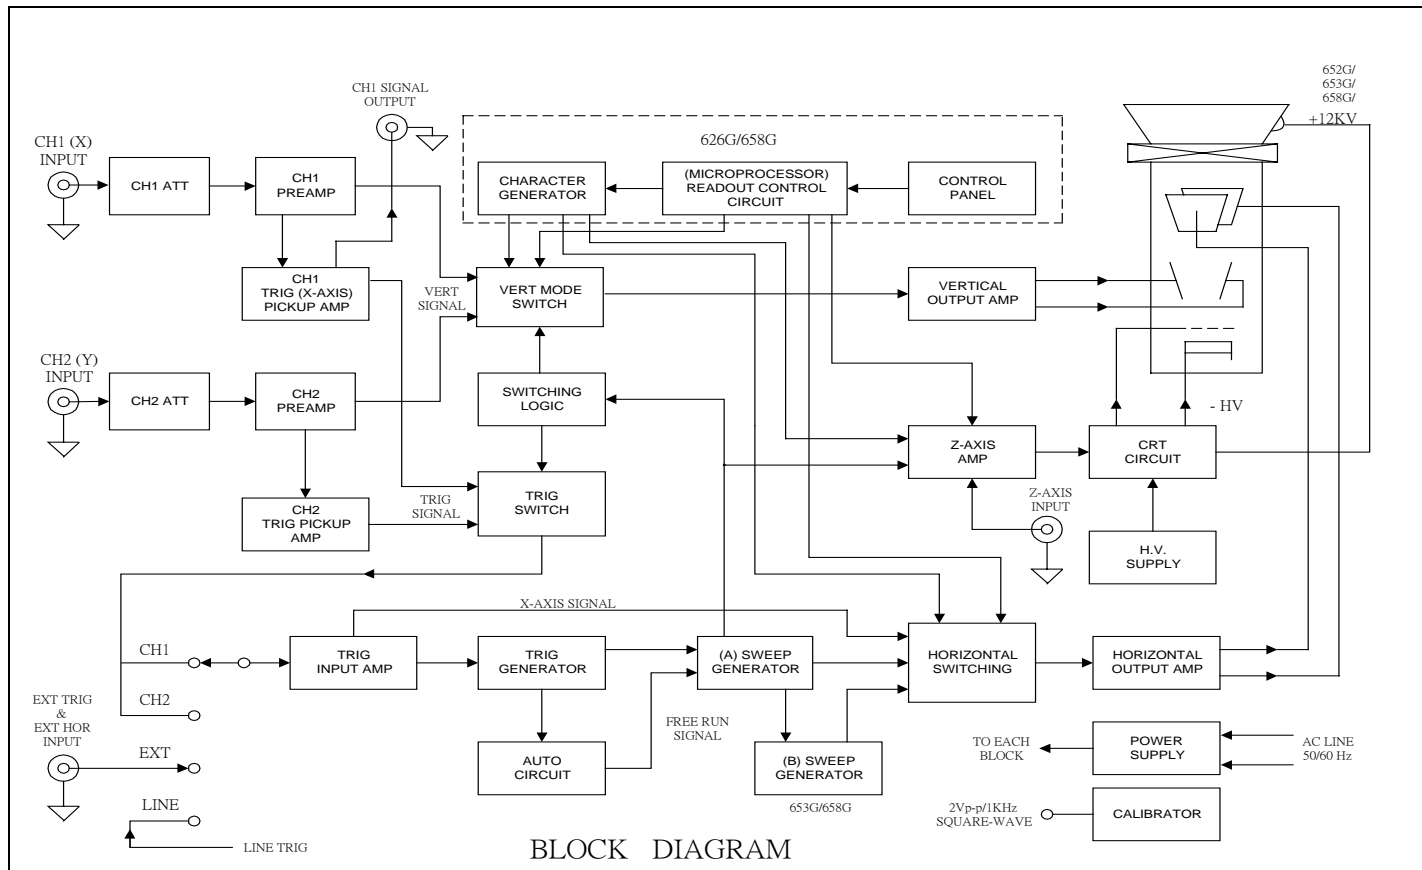 652G/
653G/
658G/
+12KV
CH1 SIGNAL
OUTPUT
626G/658G
CH1 (X)
INPUT
CH1 ATT
CH1
PREAMP
CHARACTER
GENERATOR
(MICROPROCESSOR)
READOUT CONTROL
CIRCUIT
CONTROL
PANEL
CH1
TRIG (X-AXIS)
PICKUP AMP
VERT
SIGNAL
VERT MODE
SWITCH
VERTICAL
OUTPUT AMP
CH2 (Y)
INPUT
CH2 ATT
CH2
PREAMP
SWITCHING
LOGIC
- HV
Z-AXIS
AMP
CRT
CIRCUIT
CH2
TRIG PICKUP
AMP
TRIG
SIGNAL
TRIG
SWITCH
Z-AXIS
INPUT
H.V.
SUPPLY
X-AXIS SIGNAL
CH1
TRIG
INPUT AMP
TRIG
GENERATOR
(A) SWEEP
GENERATOR
HORIZONTAL
SWITCHING
HORIZONTAL
OUTPUT AMP
CH2
EXT TRIG
&
EXT HOR
INPUT
EXT
AUTO
CIRCUIT
FREE RUN
SIGNAL
(B) SWEEP
GENERATOR
653G/658G
TO EACH
BLOCK
POWER
SUPPLY
AC LINE
50/60 Hz
LINE
LINE TRIG
2Vp-p/1KHz
SQUARE-WAVE
CALIBRATOR
BLOCK DIAGRAM